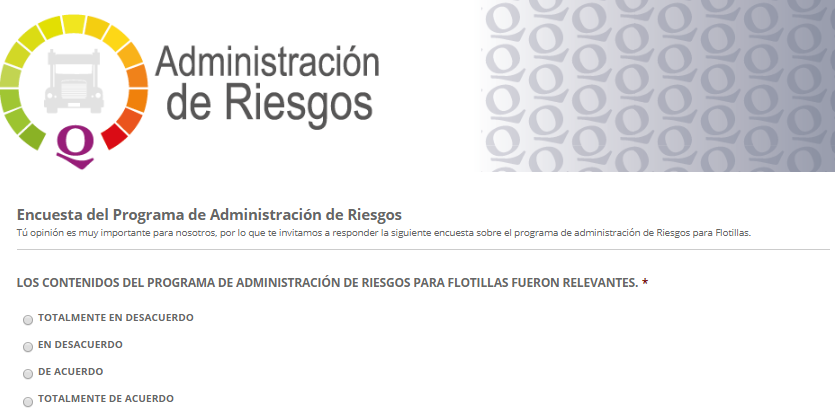 Administración
de Riesgos
Q
Encuesta del Programa de Administración de Riesgos
Tú opinión es muy importante para nosotros, por lo que te invitamos a responder la siguiente encuesta sobre el programa de administración de Riesgos para Flotillas.
LOS CONTENIDOS DEL PROGRAMA DE ADMINISTRACIÓN DE RIESGOS PARA FLOTILLAS FUERON RELEVANTES. *
TOTALMENTE EN DESACUERDO
EN DESACUERDO
DE ACUERDO
TOTALMENTE DE ACUERDO